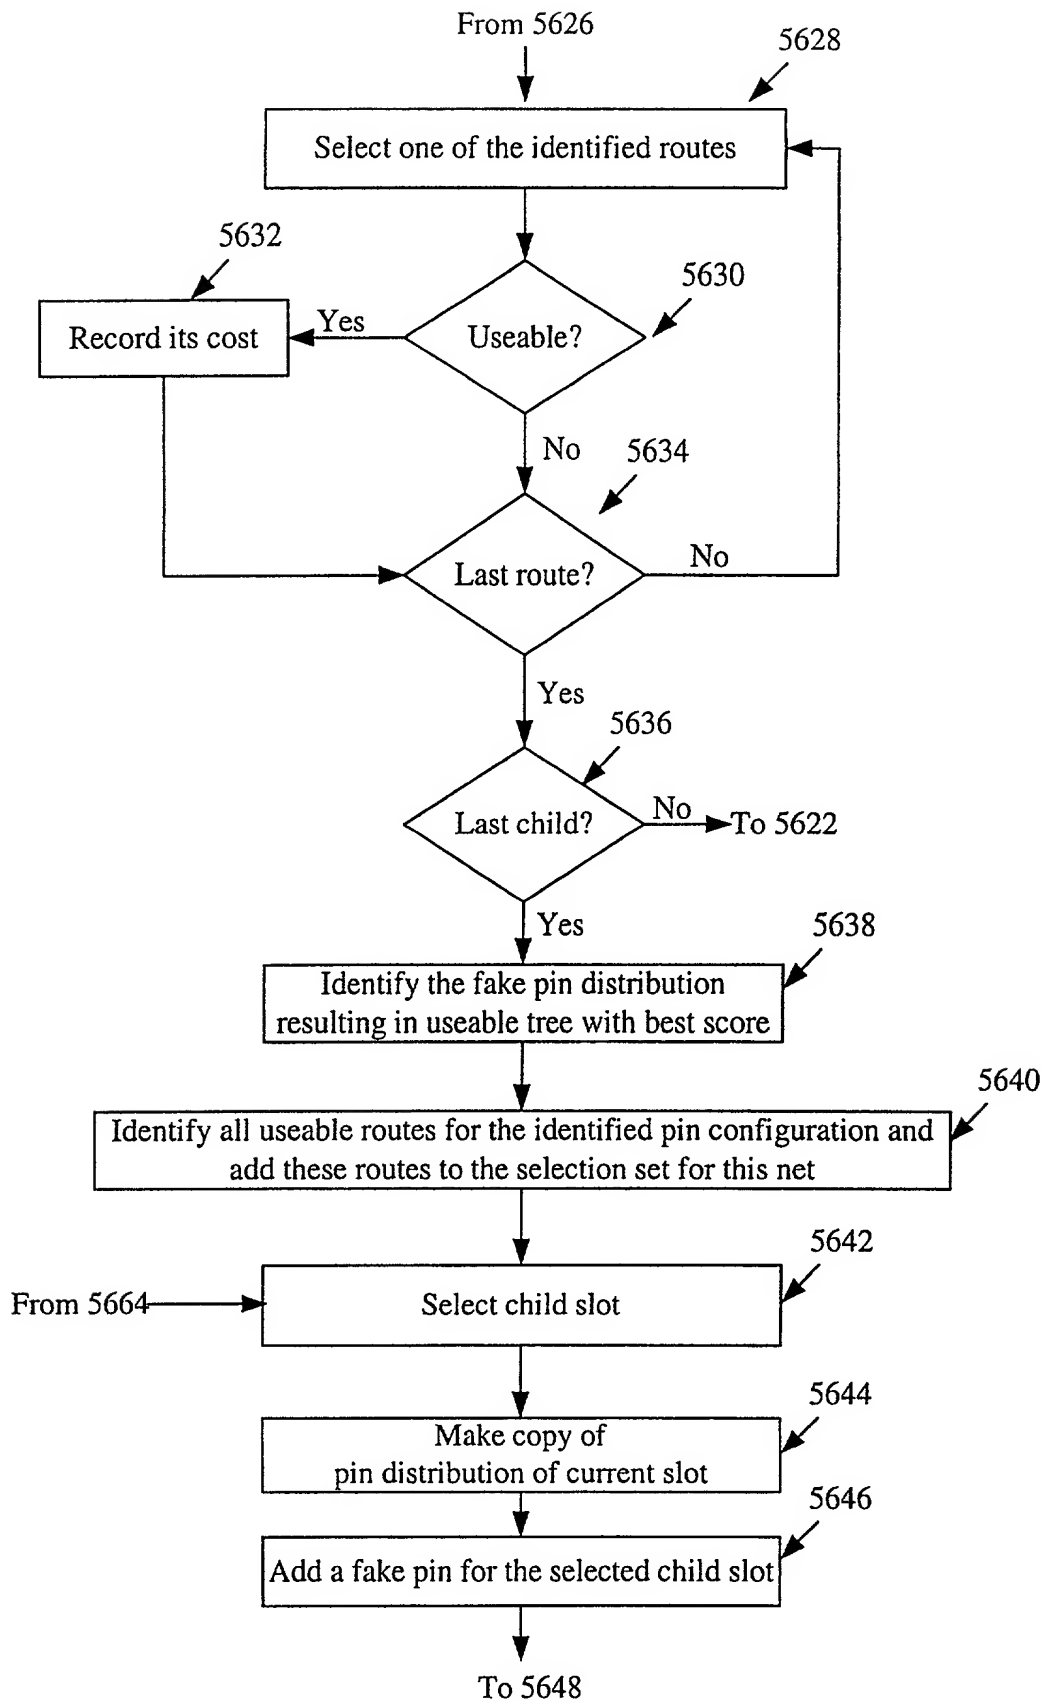 From 5626
5628
Select one of the identified routes
5632
5630
Record its cost
Yes
Useable?
No
5634
Last route?
No
Yes
5636
Last child?
No
To 5622
Yes
5638
Identify the fake pin distribution
resulting in useable tree with best score
5640
Identify all useable routes for the identified pin configuration and
add these routes to the selection set for this net
5642
From 5664
Select child slot
5644
Make copy of
pin distribution of current slot
5646
Add a fake pin for the selected child slot
To 5648